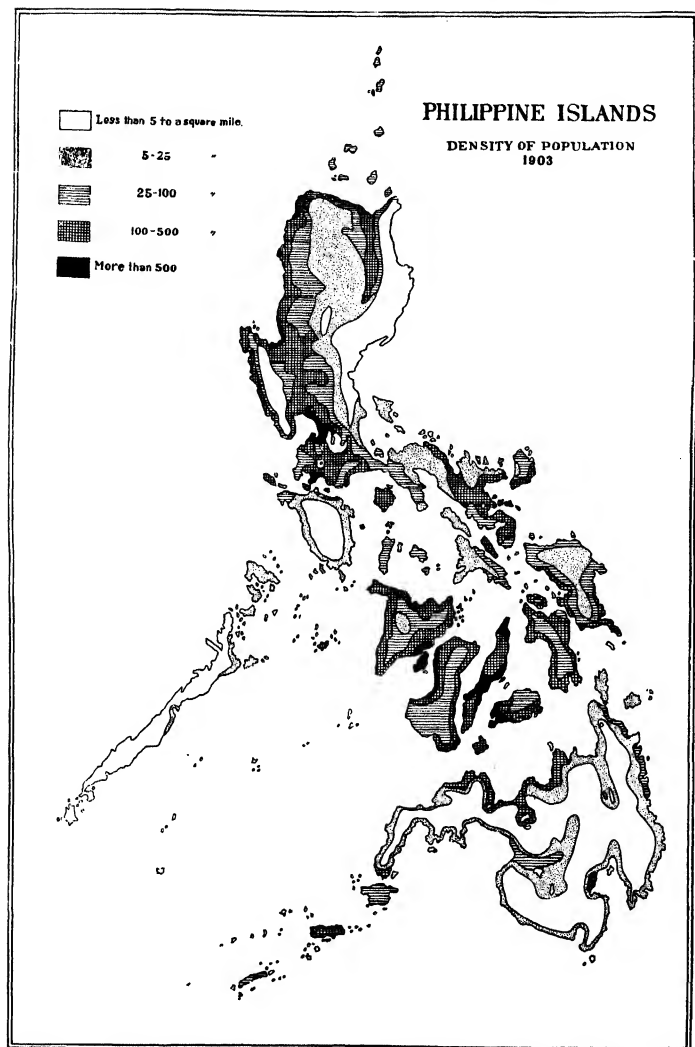 PHILIPPINE ISLANDS
DENSITY OF POPULATION
1903
Less than 5 to a square mile.
5-25 "
25-100 "
100-500 "
More than 500